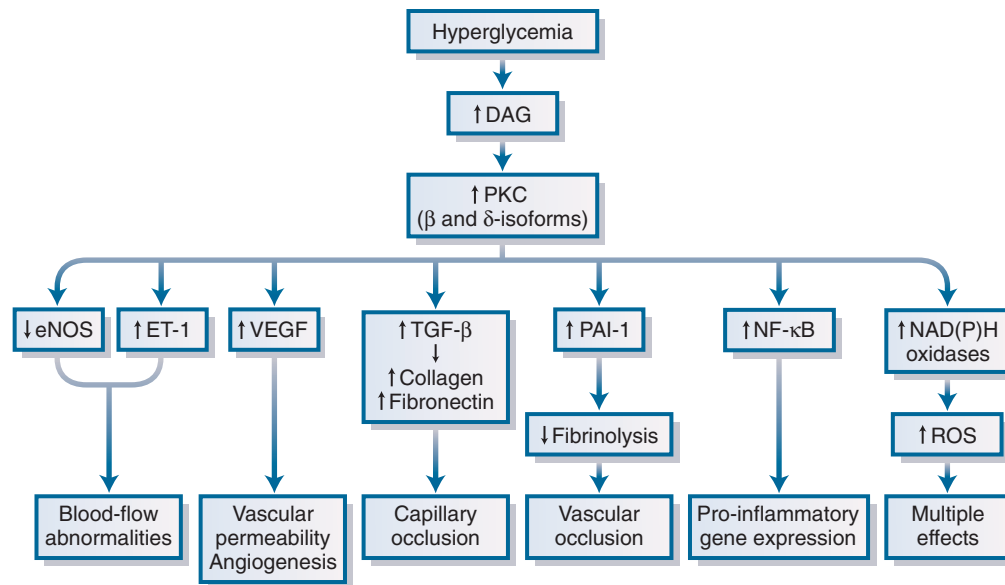 Hyperglycemia
↑DAG
↑PKC
(β and δ-isoforms)
↓eNOS
↑ET-1
↑VEGF
↑TGF-β
↓
↑Collagen
↑Fibronectin
↑PAI-1
↑NF-κB
↑NAD(P)H
oxidases
↓Fibrinolysis
↑ROS
Blood-flow
abnormalities
Vascular
permeability
Angiogenesis
Capillary
occlusion
Vascular
occlusion
Pro-inflammatory
gene expression
Multiple
effects